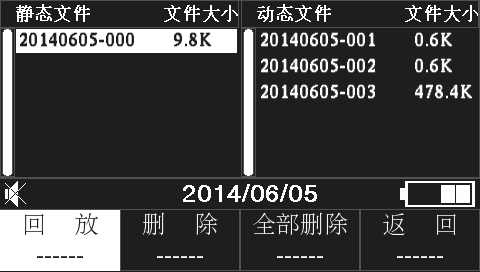 静态文件 文件大小
20140605-000 9.8K
动态文件 文件大小
20140605-001 0.6K
20140605-002 0.6K
20140605-003 478.4K
2014/06/05
回 放 删 除 全部删除 返 回
------ ------ ------ ------